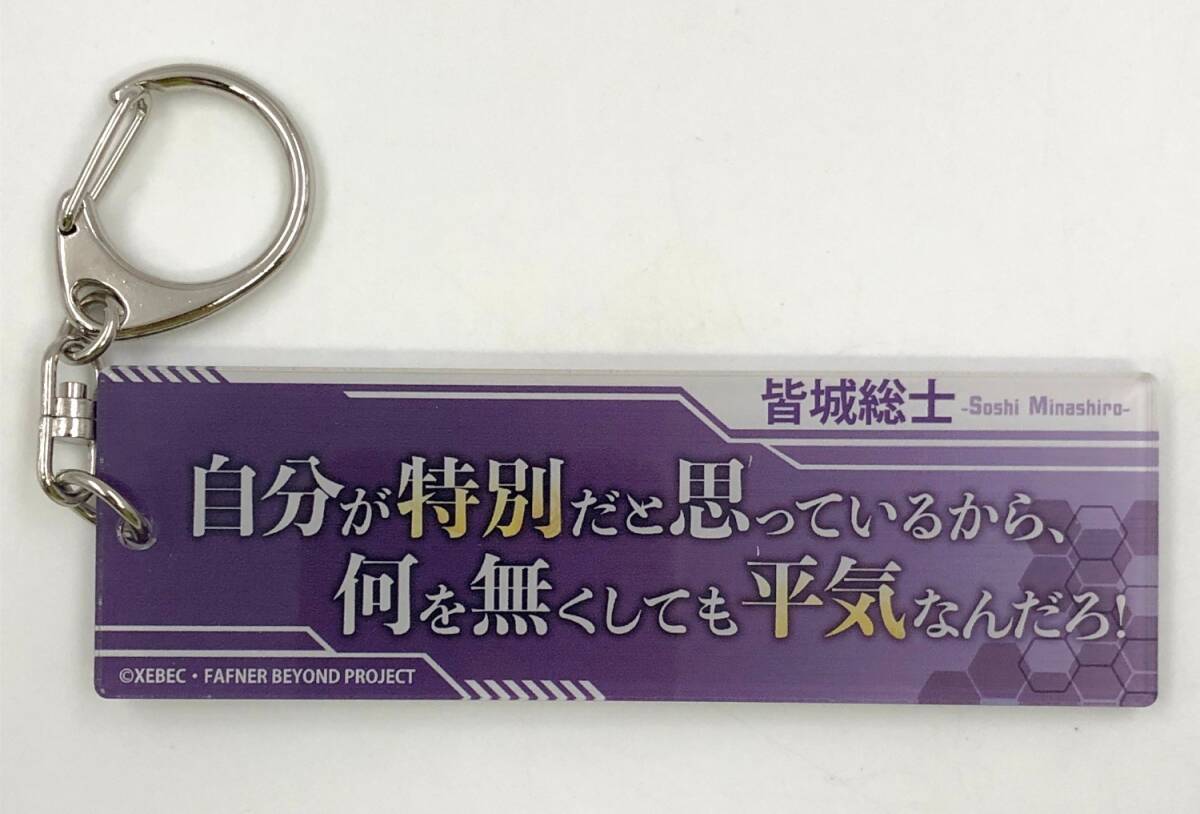 皆城総士 -Soshi Minashiro-
自分が特別だと思っているから、
何を無くしても平気なんだろ!
©XEBEC・FAFNER BEYOND PROJECT